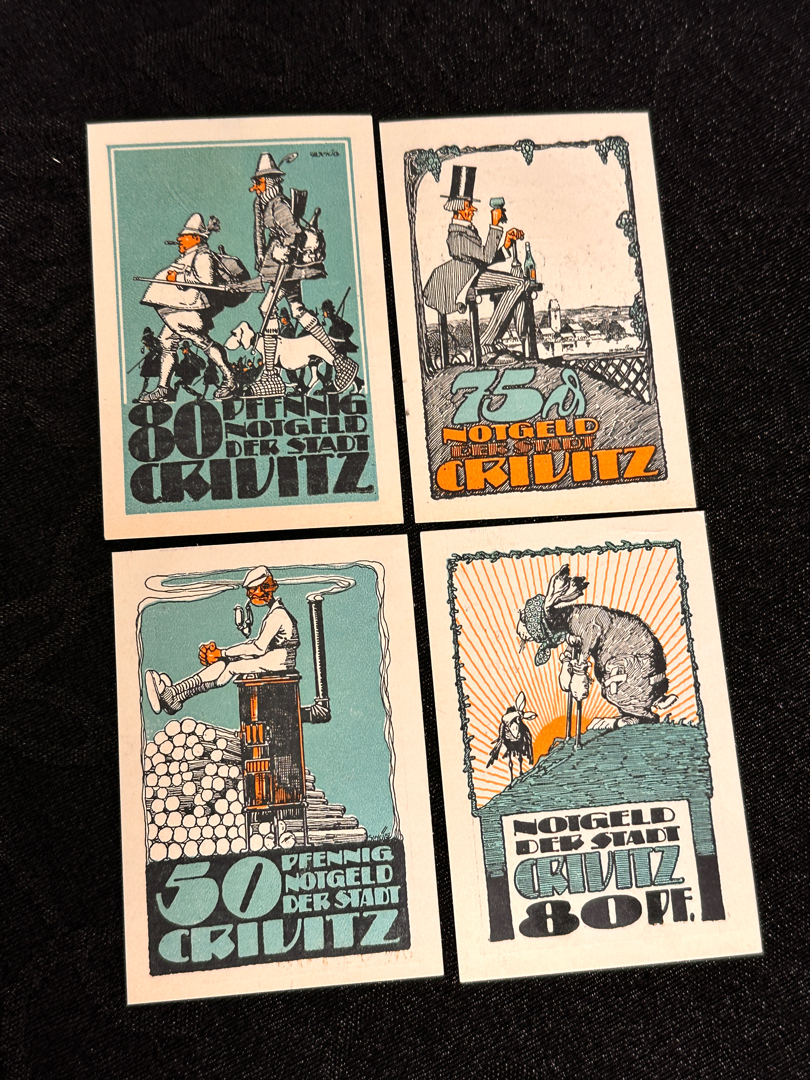 80 PFENNIG
NOTGELD
DER STADT
CRIVITZ
75 ₰
NOTGELD
DER STADT
CRIVITZ
50 PFENNIG
NOTGELD
DER STADT
CRIVITZ
NOTGELD
DER STADT
CRIVITZ
80 PF.